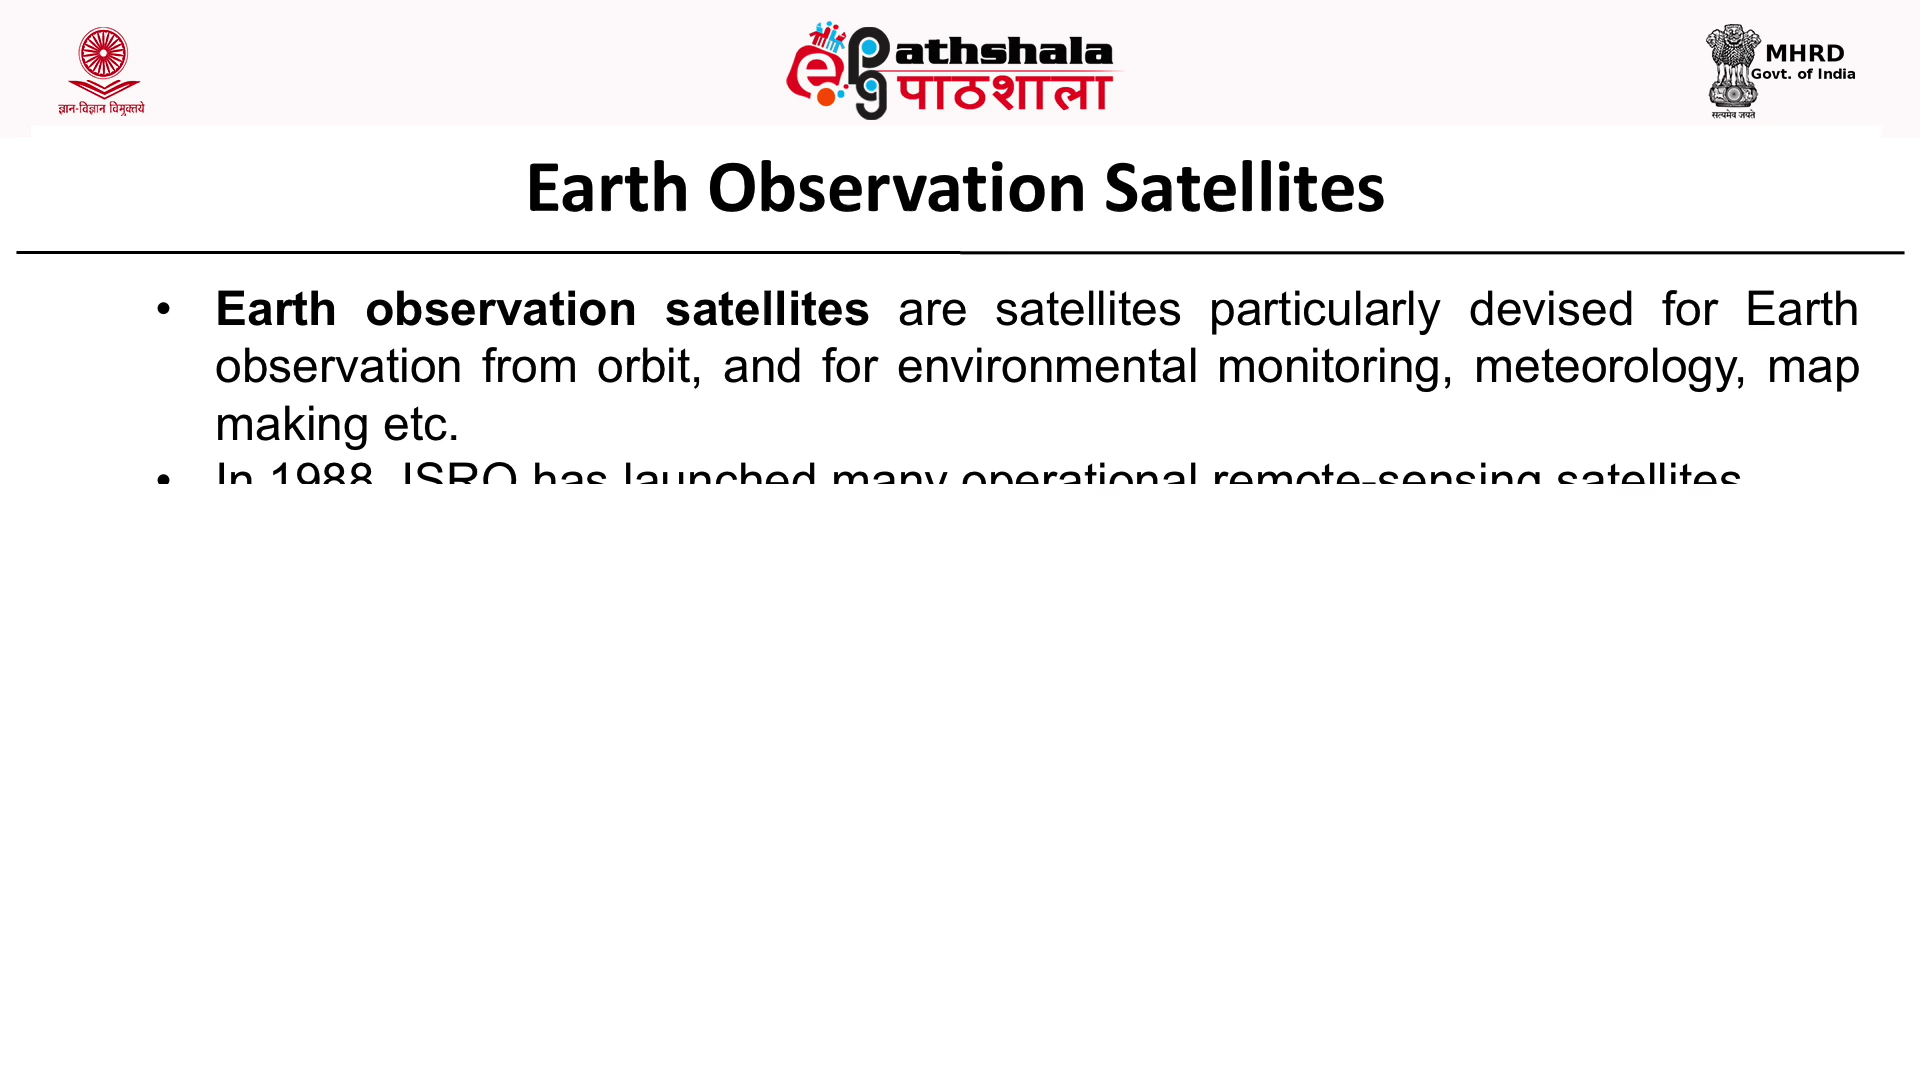 ज्ञान-विज्ञान विमुक्तये
e PG athshala
पाठशाला
MHRD
Govt. of India
सत्यमेव जयते
Earth Observation Satellites
• Earth observation satellites are satellites particularly devised for Earth
observation from orbit, and for environmental monitoring, meteorology, map
making etc.
• In 1988, ISRO has launched many operational remote-sensing satellites